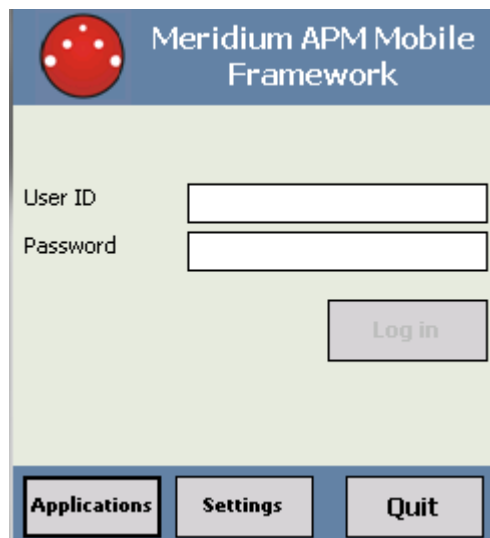 Meridium APM Mobile
Framework
User ID
Password
Log in
Applications Settings Quit